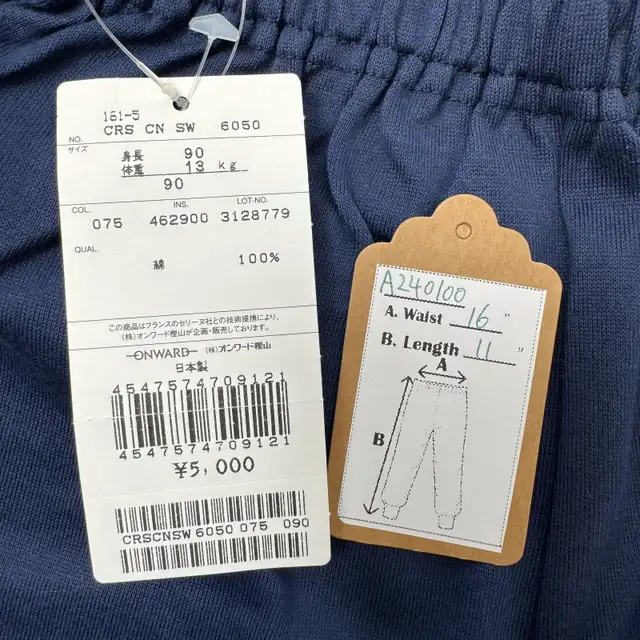 161-5
NO. CRS CN SW 6050
サイズ
身長 90
体重 13 kg
90
COL. INS. LOT-NO.
075 462900 3128779
QUAL.
綿 100%
この商品はフランスのセリーヌ社との技術提携により、
(株)オンワード樫山が企画・販売しております。
ONWARD (株)オンワード樫山
日本製
4547574709121
4547574709121
¥5,000
CRSCNSW 6050 075 090
A240100
A. Waist 16 "
B. Length 11 "
A
B